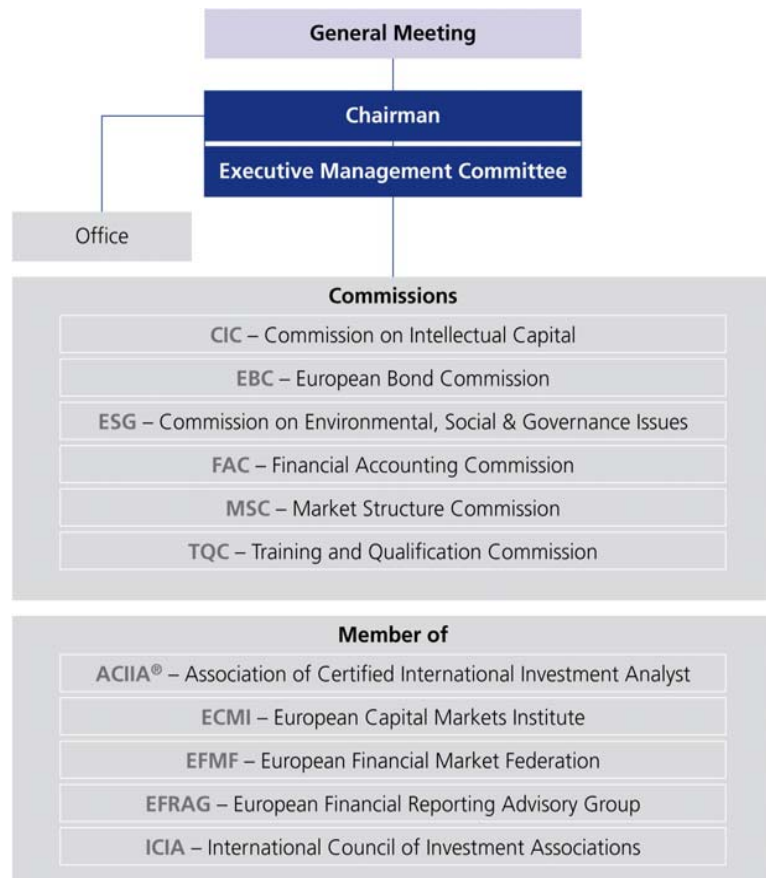 General Meeting
Chairman
Executive Management Committee
Office
Commissions
CIC – Commission on Intellectual Capital
EBC – European Bond Commission
ESG – Commission on Environmental, Social & Governance Issues
FAC – Financial Accounting Commission
MSC – Market Structure Commission
TQC – Training and Qualification Commission
Member of
ACIIA® – Association of Certified International Investment Analyst
ECMI – European Capital Markets Institute
EFMF – European Financial Market Federation
EFRAG – European Financial Reporting Advisory Group
ICIA – International Council of Investment Associations